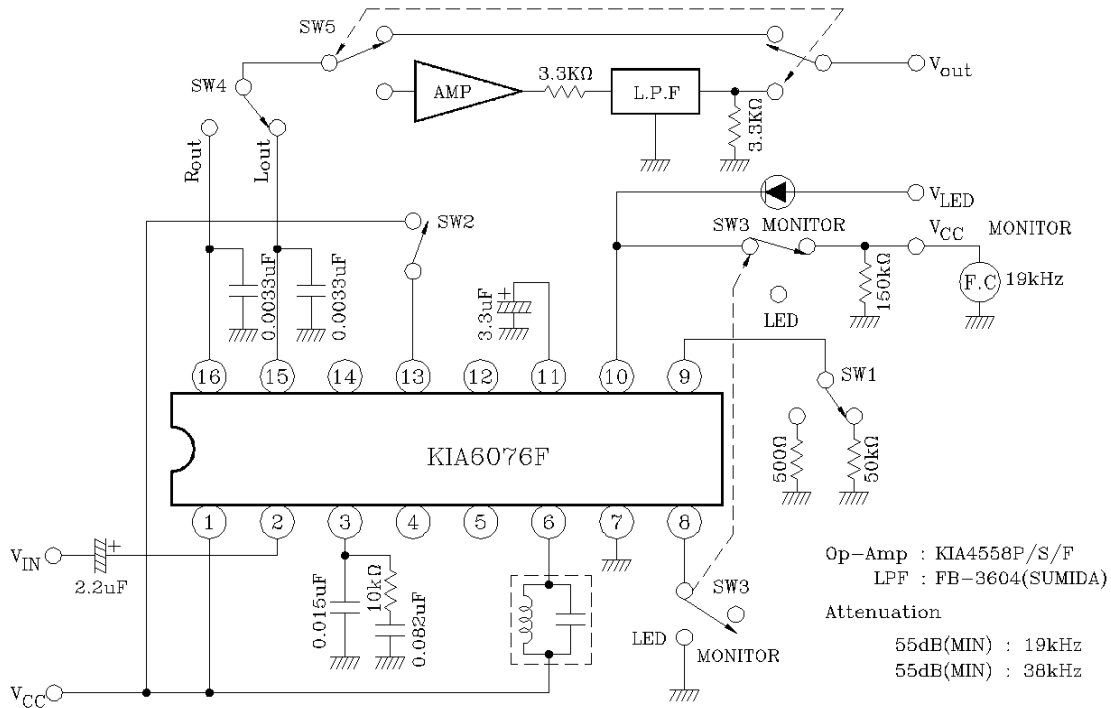 SW5
SW4
AMP
3.3KΩ
L.P.F
3.3KΩ
Vout
Rout
Lout
SW2
VLED
SW3 MONITOR
VCC
MONITOR
0.0033uF
0.0033uF
3.3uF
+
150kΩ
F.C
19kHz
LED
SW1
16
15
14
13
12
11
10
9
500Ω
50kΩ
KIA6076F
1
2
3
4
5
6
7
8
VIN
+
2.2uF
0.015uF
10kΩ
0.082uF
SW3
LED
MONITOR
VCC
Op-Amp : KIA4558P/S/F
LPF : FB-3604(SUMIDA)
Attenuation
55dB(MIN) : 19kHz
55dB(MIN) : 38kHz